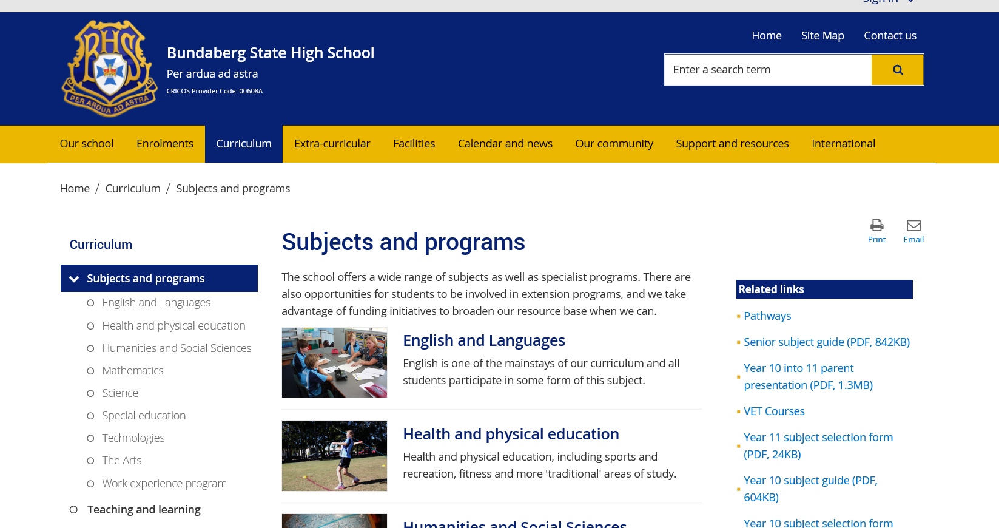 Sign in
BHS
PER ARDUA AD ASTRA
Bundaberg State High School
Per ardua ad astra
CRICOS Provider Code: 00608A
Home
Site Map
Contact us
Enter a search term
Our school
Enrolments
Curriculum
Extra-curricular
Facilities
Calendar and news
Our community
Support and resources
International
Home / Curriculum / Subjects and programs
Print
Email
Curriculum
Subjects and programs
English and Languages
Health and physical education
Humanities and Social Sciences
Mathematics
Science
Special education
Technologies
The Arts
Work experience program
Teaching and learning
Subjects and programs
The school offers a wide range of subjects as well as specialist programs. There are
also opportunities for students to be involved in extension programs, and we take
advantage of funding initiatives to broaden our resource base when we can.
English and Languages
English is one of the mainstays of our curriculum and all
students participate in some form of this subject.
Health and physical education
Health and physical education, including sports and
recreation, fitness and more 'traditional' areas of study.
Humanities and Social Sciences
Related links
Pathways
Senior subject guide (PDF, 842KB)
Year 10 into 11 parent
presentation (PDF, 1.3MB)
VET Courses
Year 11 subject selection form
(PDF, 24KB)
Year 10 subject guide (PDF,
604KB)
Year 10 subject selection form